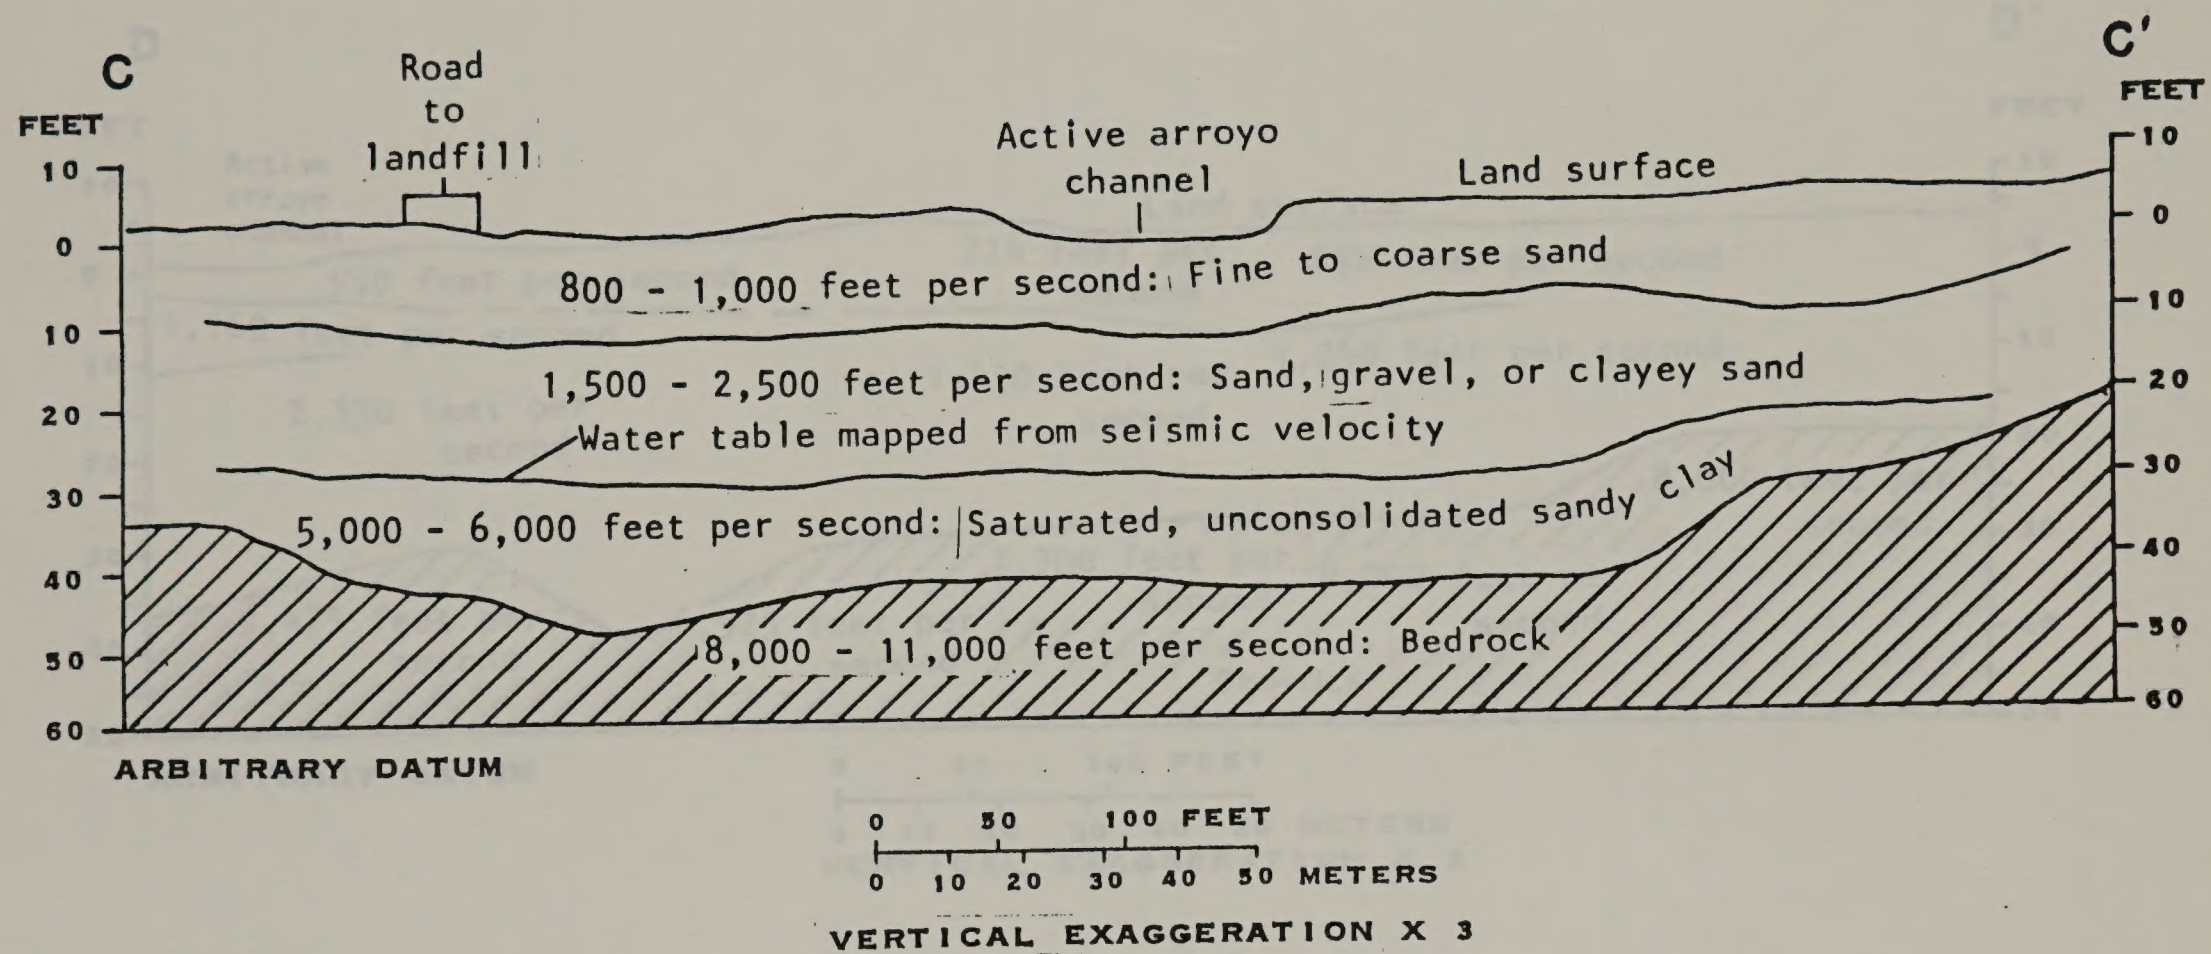 C
C'
Road
to
landfill
FEET
FEET
Active arroyo
channel
Land surface
10
0
10
20
30
40
50
60
10
0
10
20
30
40
50
60
800 - 1,000 feet per second: Fine to coarse sand
1,500 - 2,500 feet per second: Sand, gravel, or clayey sand
Water table mapped from seismic velocity
5,000 - 6,000 feet per second: Saturated, unconsolidated sandy clay
8,000 - 11,000 feet per second: Bedrock
ARBITRARY DATUM
0 50 100 FEET
0 10 20 30 40 50 METERS
VERTICAL EXAGGERATION X 3